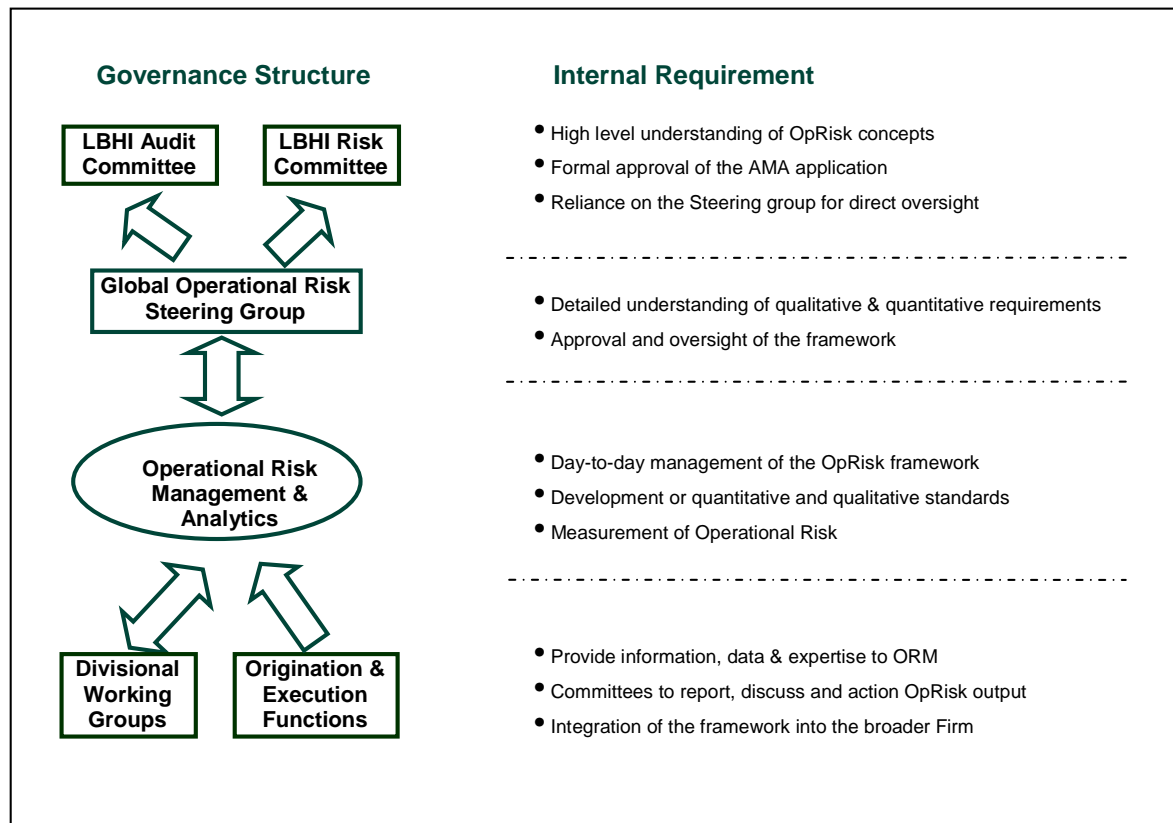 Governance Structure
Internal Requirement
LBHI Audit
Committee
LBHI Risk
Committee
• High level understanding of OpRisk concepts
• Formal approval of the AMA application
• Reliance on the Steering group for direct oversight
Global Operational Risk
Steering Group
• Detailed understanding of qualitative & quantitative requirements
• Approval and oversight of the framework
Operational Risk
Management &
Analytics
• Day-to-day management of the OpRisk framework
• Development or quantitative and qualitative standards
• Measurement of Operational Risk
Divisional
Working
Groups
Origination &
Execution
Functions
• Provide information, data & expertise to ORM
• Committees to report, discuss and action OpRisk output
• Integration of the framework into the broader Firm